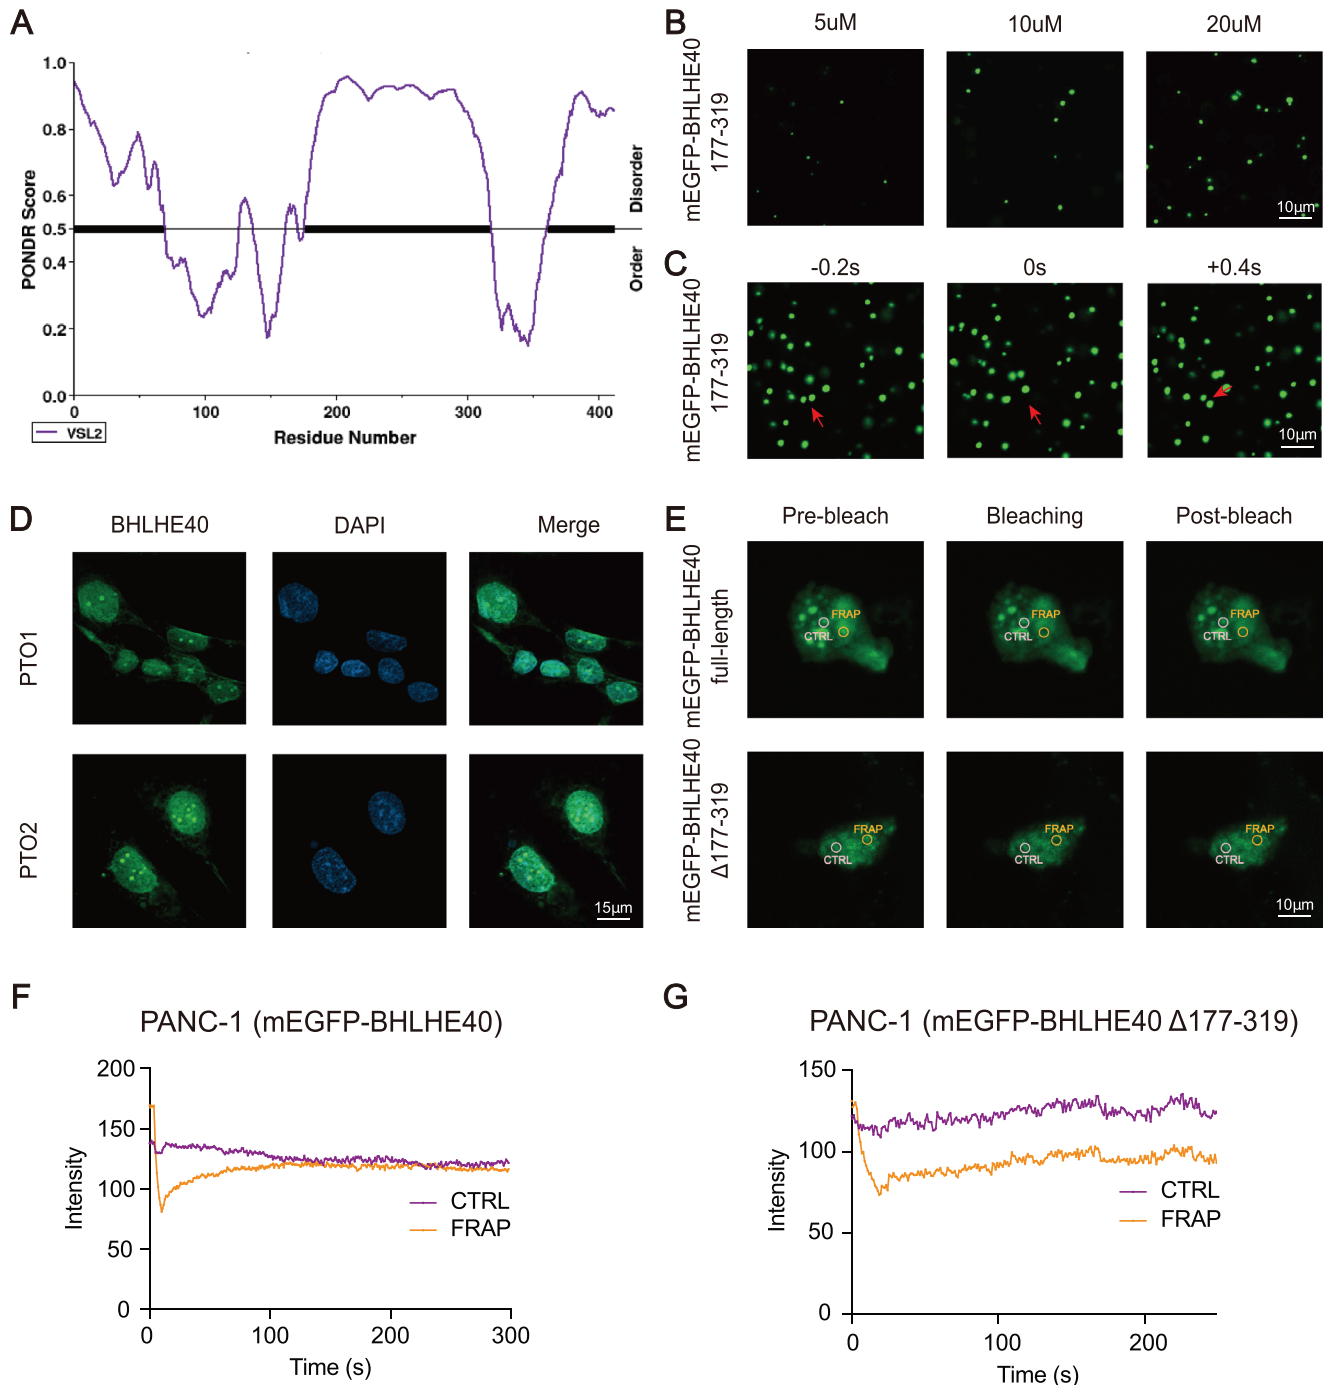 A
1.0
0.8
0.6
0.5
0.4
0.2
0.0
PONDR Score
Disorder
Order
0
100
200
300
400
Residue Number
VSL2
B
5uM
10uM
20uM
mEGFP-BHLHE40
177-319
10μm
C
-0.2s
0s
+0.4s
mEGFP-BHLHE40
177-319
10μm
D
BHLHE40
DAPI
Merge
PTO1
PTO2
15μm
E
Pre-bleach
Bleaching
Post-bleach
mEGFP-BHLHE40
full-length
FRAP
CTRL
FRAP
CTRL
FRAP
CTRL
mEGFP-BHLHE40
Δ177-319
FRAP
CTRL
FRAP
CTRL
FRAP
CTRL
10μm
F
PANC-1 (mEGFP-BHLHE40)
200
150
100
50
0
Intensity
CTRL
FRAP
0
100
200
300
Time (s)
G
PANC-1 (mEGFP-BHLHE40 Δ177-319)
150
100
50
0
Intensity
CTRL
FRAP
0
100
200
Time (s)